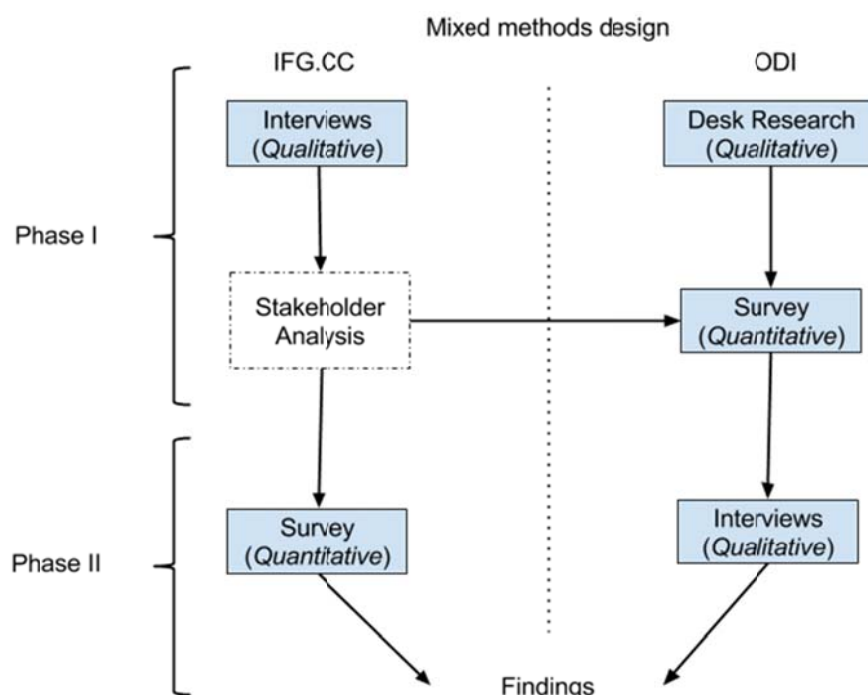 Mixed methods design
IFG.CC
ODI
Interviews
(Qualitative)
Desk Research
(Qualitative)
Phase I
Stakeholder
Analysis
Survey
(Quantitative)
Phase II
Survey
(Quantitative)
Interviews
(Qualitative)
Findings